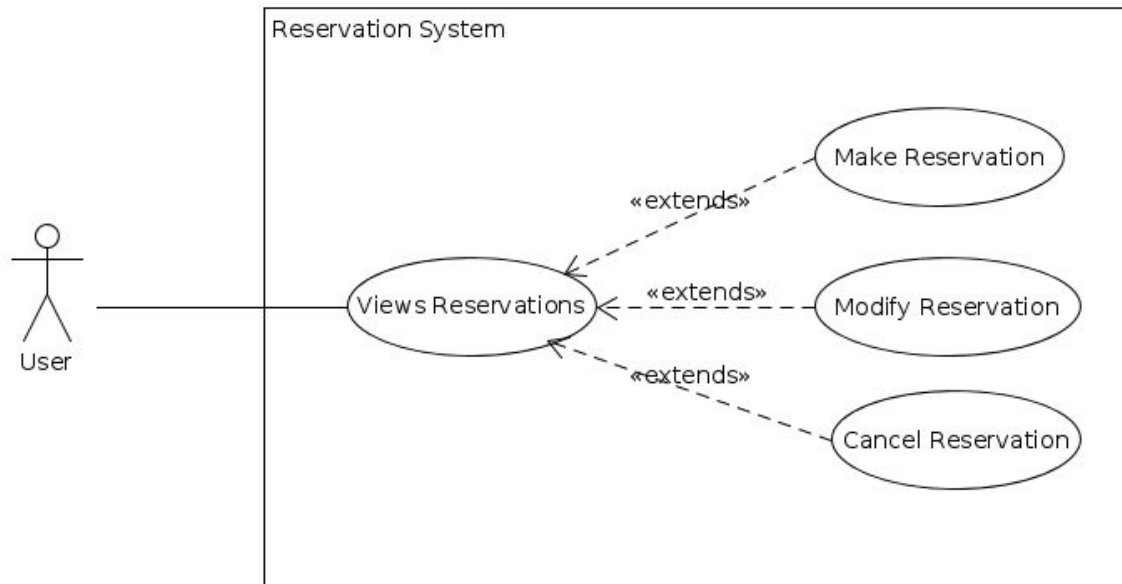 Reservation System
Make Reservation
«extends»
«extends»
Views Reservations
Modify Reservation
User
«extends»
Cancel Reservation